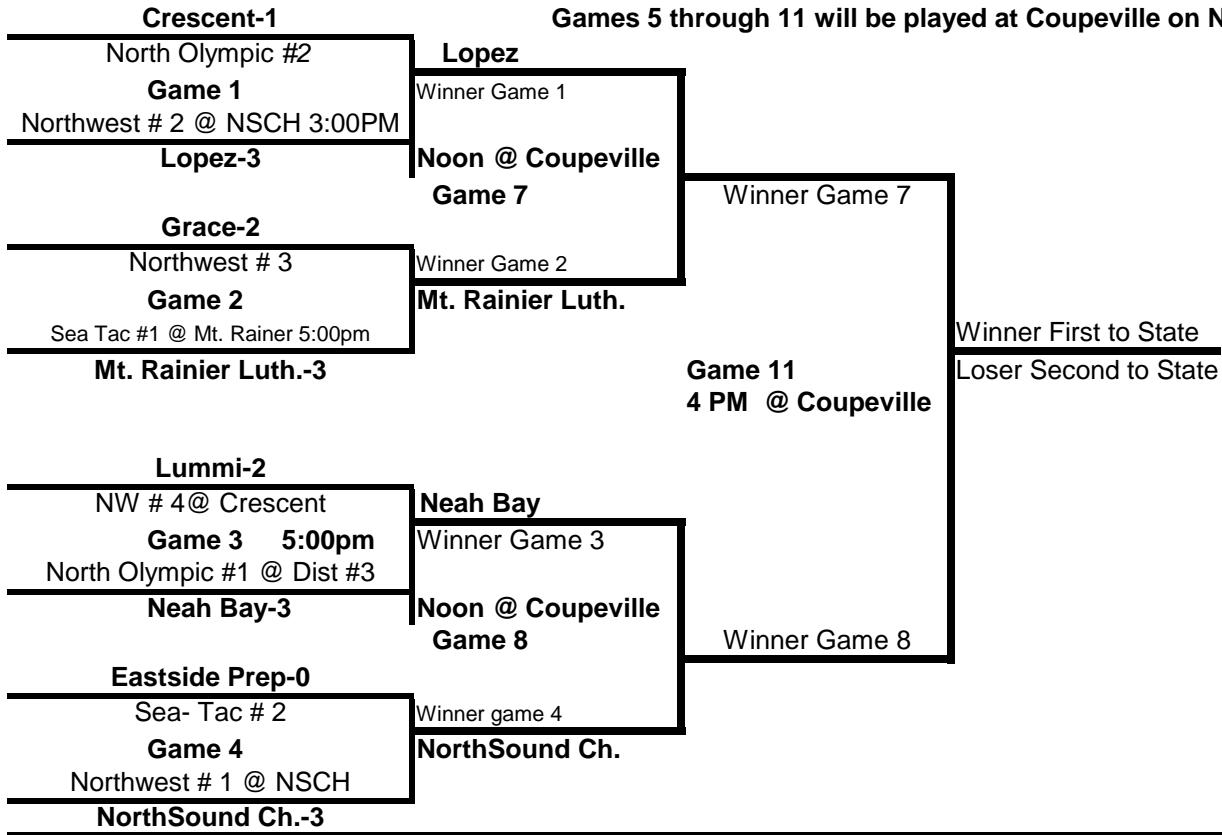 Crescent-1
Games 5 through 11 will be played at Coupeville on N
North Olympic #2
Lopez
Game 1
Winner Game 1
Northwest # 2 @ NSCH 3:00PM
Lopez-3
Noon @ Coupeville
Game 7
Winner Game 7
Grace-2
Northwest # 3
Winner Game 2
Game 2
Mt. Rainier Luth.
Sea Tac #1 @ Mt. Rainer 5:00pm
Winner First to State
Mt. Rainier Luth.-3
Game 11
Loser Second to State
4 PM @ Coupeville
Lummi-2
NW # 4@ Crescent
Neah Bay
Game 3 5:00pm
Winner Game 3
North Olympic #1 @ Dist #3
Neah Bay-3
Noon @ Coupeville
Game 8
Winner Game 8
Eastside Prep-0
Sea- Tac # 2
Winner game 4
Game 4
NorthSound Ch.
Northwest # 1 @ NSCH
NorthSound Ch.-3